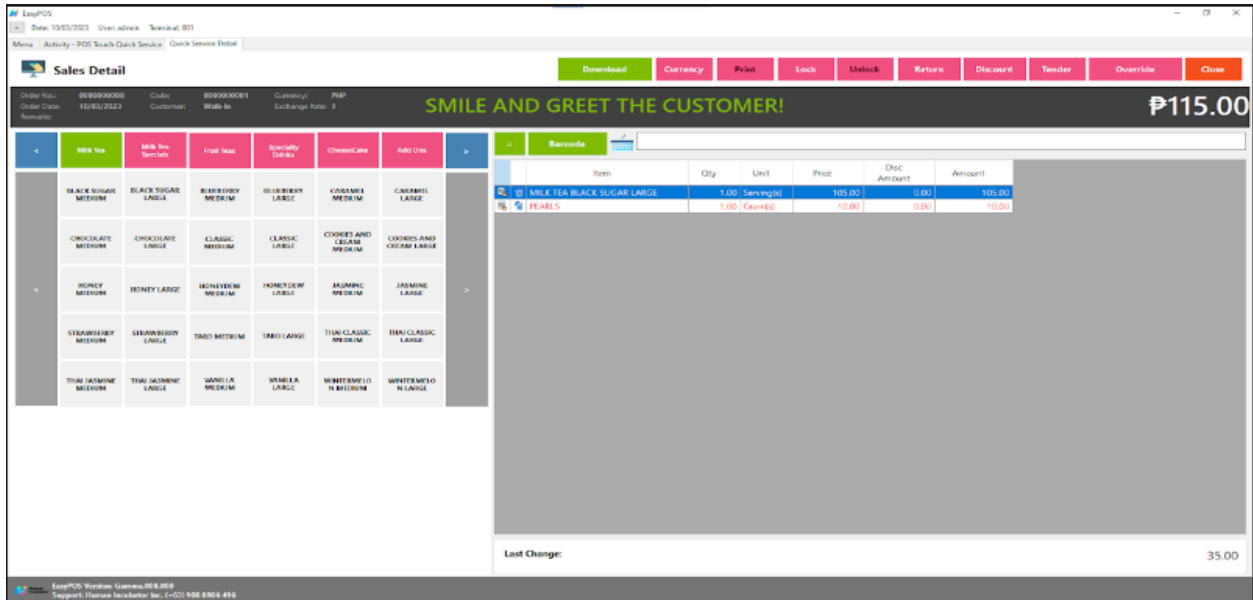 EasyPOS
Date: 10/03/2023 User: admin Terminal: 001
Menu Activity - POS Touch Quick Service Quick Service Detail
Sales Detail Download Currency Print Lock Unlock Return Discount Tender Override Close
Order No.: 0000000000 Code: 0000000001 Currency: PHP
Order Date: 10/03/2023 Customer: Walk-In Exchange Rate: 1
Remarks:
SMILE AND GREET THE CUSTOMER!
₱115.00
< Milk Tea Milk Tea Specials Fruit Teas Specialty Drinks CheeseCake Add Ons >
BLACK SUGAR MEDIUM BLACK SUGAR LARGE BLUEBERRY MEDIUM BLUEBERRY LARGE CARAMEL MEDIUM CARAMEL LARGE
CHOCOLATE MEDIUM CHOCOLATE LARGE CLASSIC MEDIUM CLASSIC LARGE COOKIES AND CREAM MEDIUM COOKIES AND CREAM LARGE
< HONEY MEDIUM HONEY LARGE HONEYDEW MEDIUM HONEYDEW LARGE JASMINE MEDIUM JASMINE LARGE >
STRAWBERRY MEDIUM STRAWBERRY LARGE TARO MEDIUM TARO LARGE THAI CLASSIC MEDIUM THAI CLASSIC LARGE
THAI JASMINE MEDIUM THAI JASMINE LARGE VANILLA MEDIUM VANILLA LARGE WINTERMELO N MEDIUM WINTERMELO N LARGE
Barcode
Item Qty Unit Price Disc Amount Amount
MILK TEA BLACK SUGAR LARGE 1.00 Serving(s) 105.00 0.00 105.00
PEARLS 1.00 Gram(s) 10.00 0.00 10.00
Last Change: 35.00
EasyPOS Version: Gamma.008.000
Support: Human Incubator Inc. (+63) 908 8906 496